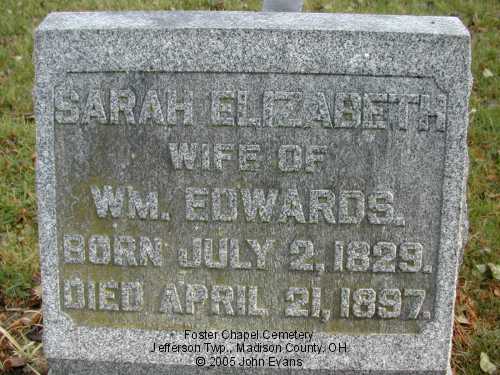 SARAH ELIZABETH
WIFE OF
WM. EDWARDS.
BORN JULY 2, 1829.
DIED APRIL 21, 1897.
Foster Chapel Cemetery
Jefferson Twp., Madison County, OH
© 2005 John Evans